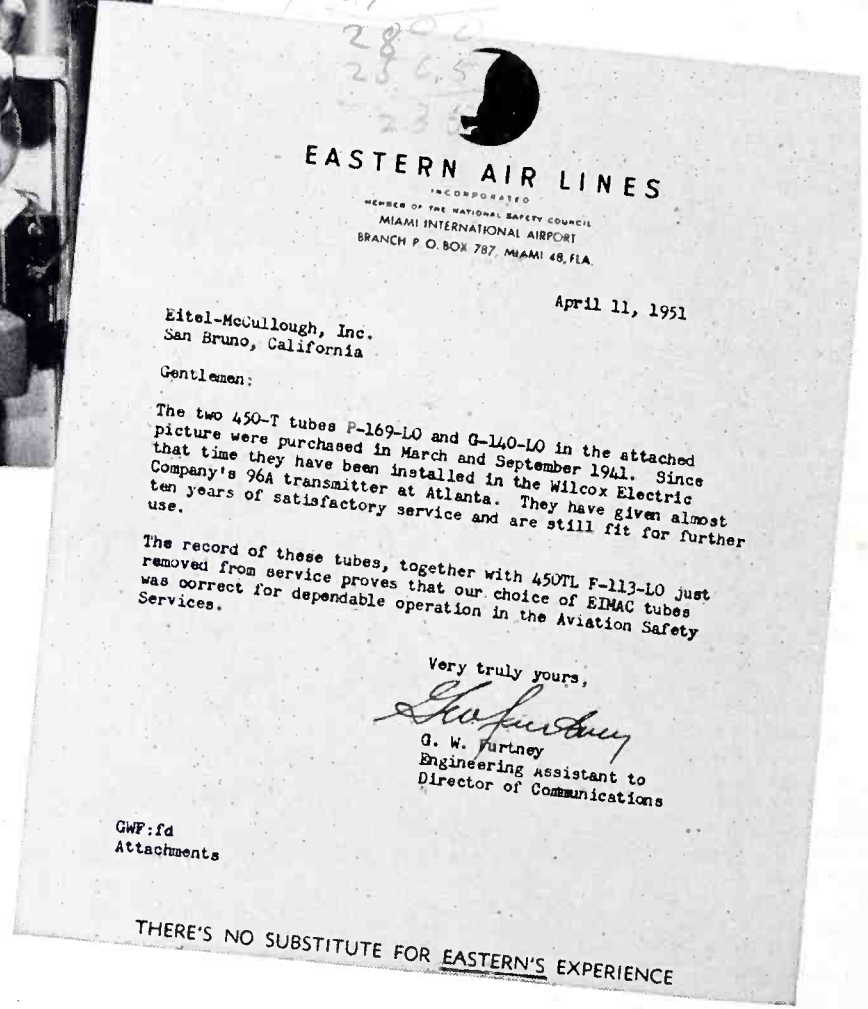 2800
256.5
EASTERN AIR LINES
INCORPORATED
MEMBER OF THE NATIONAL SAFETY COUNCIL
MIAMI INTERNATIONAL AIRPORT
BRANCH P. O. BOX 787, MIAMI 48, FLA.
April 11, 1951
Eitel-McCullough, Inc.
San Bruno, California
Gentlemen:
The two 450-T tubes P-169-LO and G-140-LO in the attached
picture were purchased in March and September 1941. Since
that time they have been installed in the Wilcox Electric
Company's 96A transmitter at Atlanta. They have given almost
ten years of satisfactory service and are still fit for further
use.
The record of these tubes, together with 450TL F-113-LO just
removed from service proves that our choice of EIMAC tubes
was correct for dependable operation in the Aviation Safety
Services.
Very truly yours,
G. W. Furtney
Engineering Assistant to
Director of Communications
GWF:fd
Attachments
THERE'S NO SUBSTITUTE FOR EASTERN'S EXPERIENCE